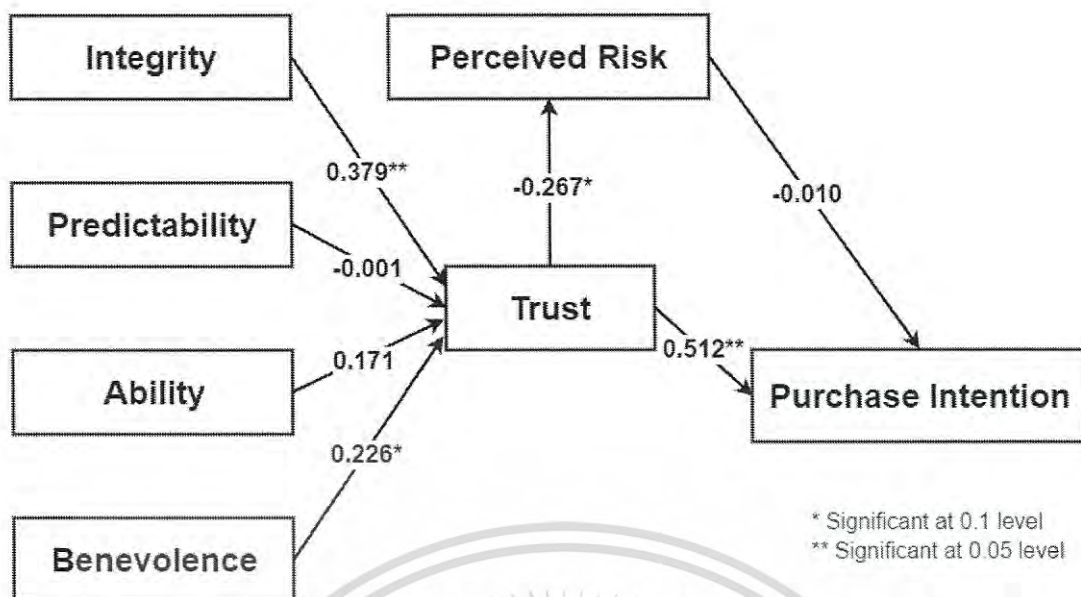 Integrity
Perceived Risk
0.379**
-0.267*
-0.010
Predictability
-0.001
Trust
0.171
0.512**
Ability
Purchase Intention
0.226*
Benevolence
* Significant at 0.1 level
** Significant at 0.05 level